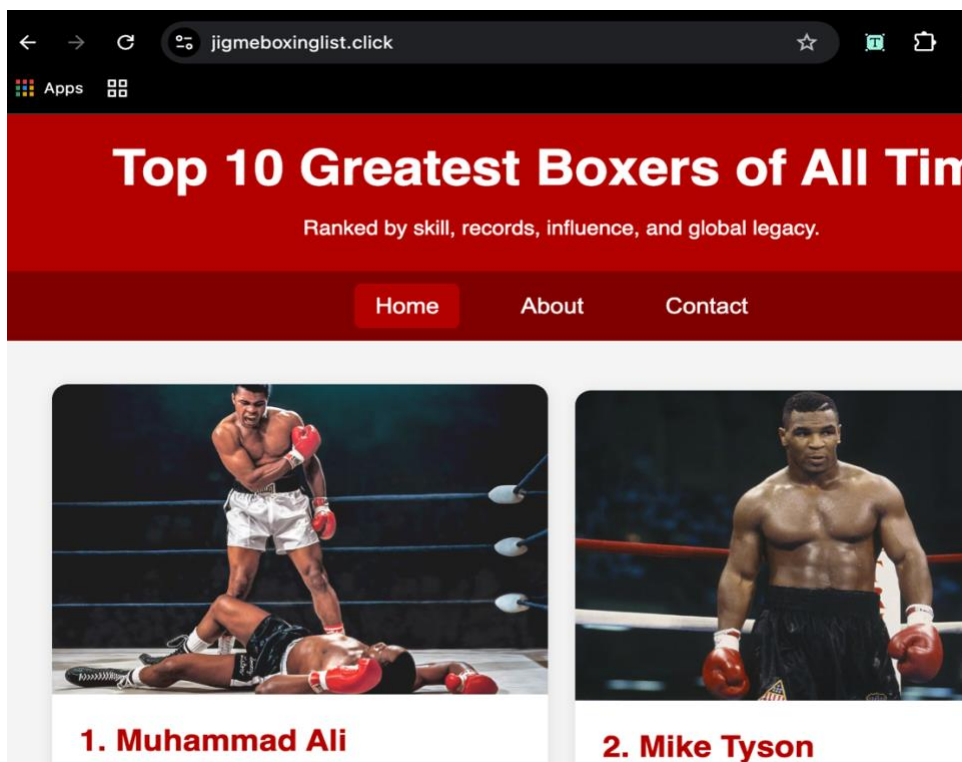 jigmeboxinglist.click
Apps
Top 10 Greatest Boxers of All Tim
Ranked by skill, records, influence, and global legacy.
Home About Contact
1. Muhammad Ali
2. Mike Tyson